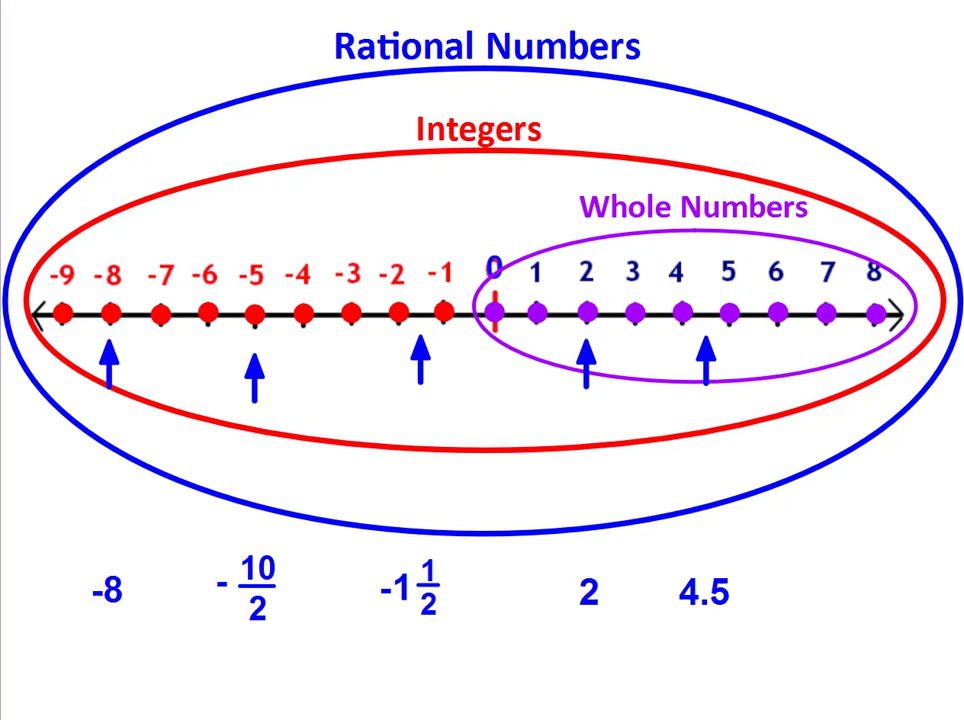 Rational Numbers
Integers
Whole Numbers
-9 -8 -7 -6 -5 -4 -3 -2 -1 0 1 2 3 4 5 6 7 8
-8 -10/2 -1 1/2 2 4.5